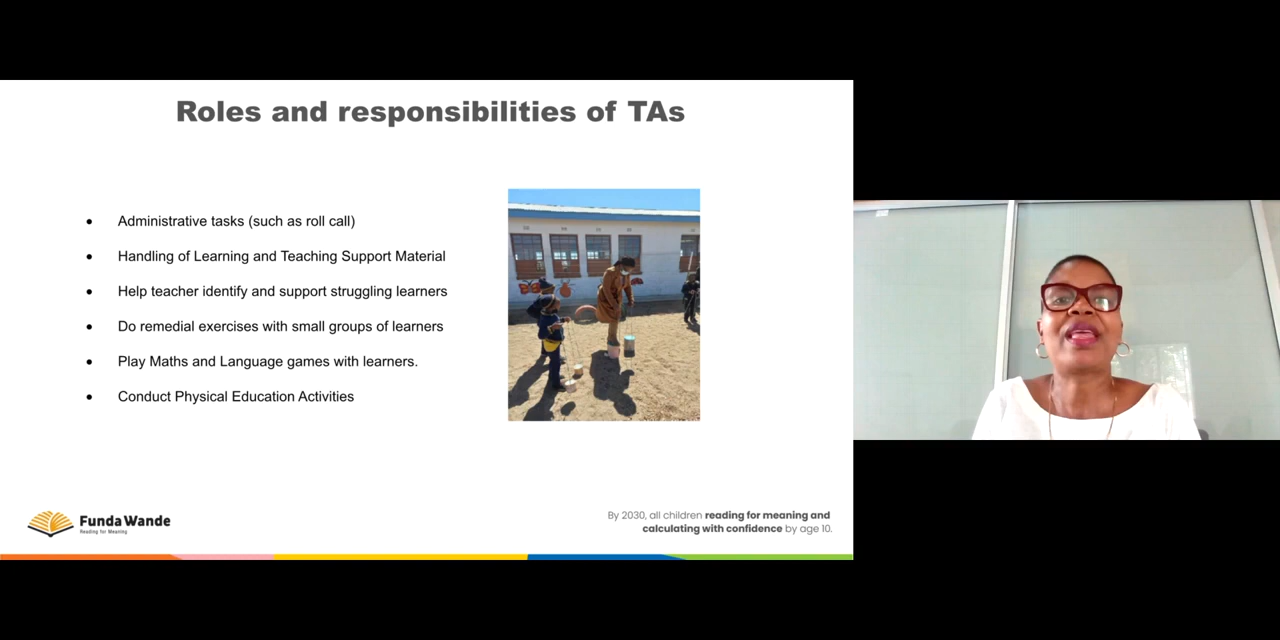 Roles and responsibilities of TAs
Administrative tasks (such as roll call)
Handling of Learning and Teaching Support Material
Help teacher identify and support struggling learners
Do remedial exercises with small groups of learners
Play Maths and Language games with learners.
Conduct Physical Education Activities
Funda Wande
Reading for Meaning
By 2030, all children reading for meaning and
calculating with confidence by age 10.